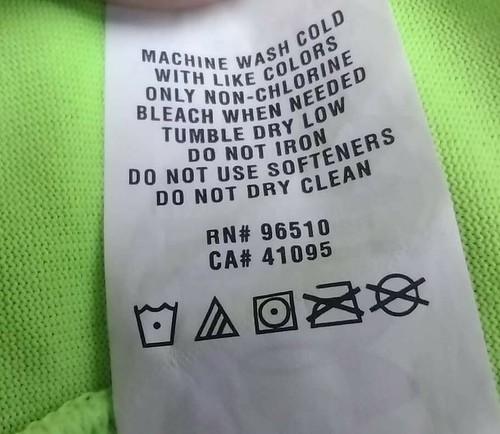 MACHINE WASH COLD
WITH LIKE COLORS
ONLY NON-CHLORINE
BLEACH WHEN NEEDED
TUMBLE DRY LOW
DO NOT IRON
DO NOT USE SOFTENERS
DO NOT DRY CLEAN
RN# 96510
CA# 41095